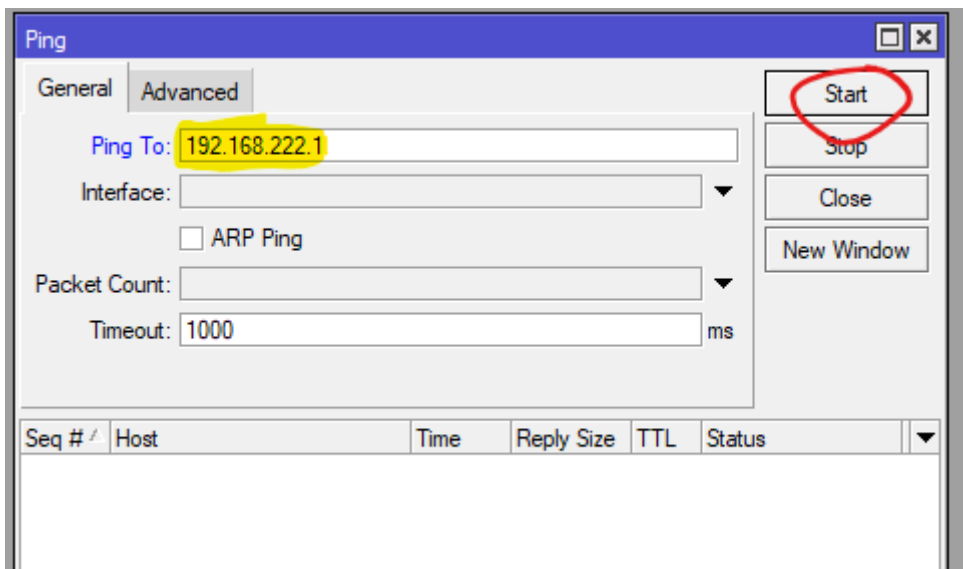 Ping
General Advanced
Start
Ping To: 192.168.222.1
Stop
Interface:
Close
ARP Ping
New Window
Packet Count:
Timeout: 1000 ms
Seq # Host Time Reply Size TTL Status